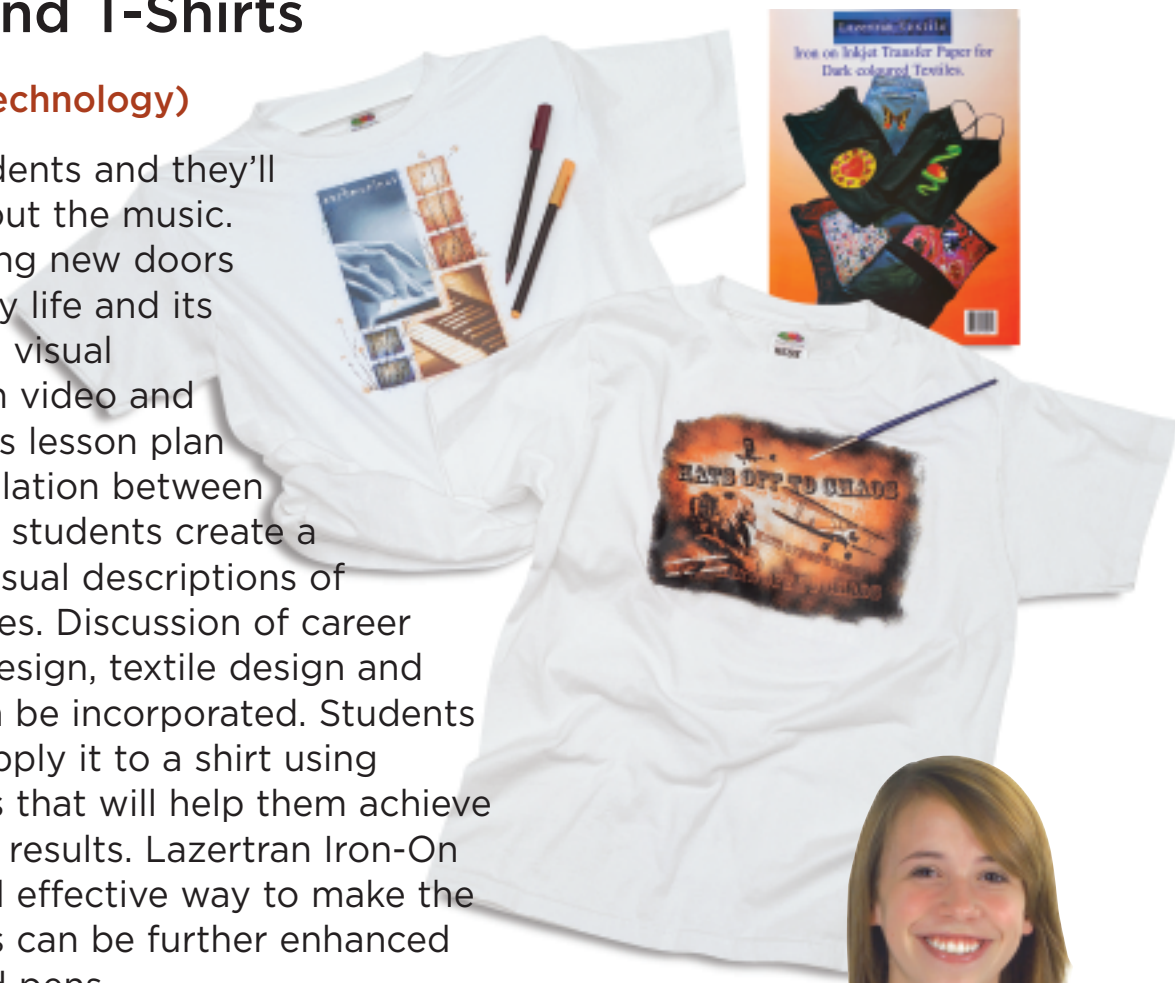 nd T-Shirts
echnology)
dents and they’ll
out the music.
ng new doors
y life and its
visual
n video and
s lesson plan
lation between
students create a
sual descriptions of
es. Discussion of career
esign, textile design and
n be incorporated. Students
pply it to a shirt using
s that will help them achieve
results. Lazertran Iron-On
d effective way to make the
s can be further enhanced
d pens.
Lazertran Textile
Iron on Inkjet Transfer Paper for
Dark coloured Textiles.
HATS OFF TO CHAOS